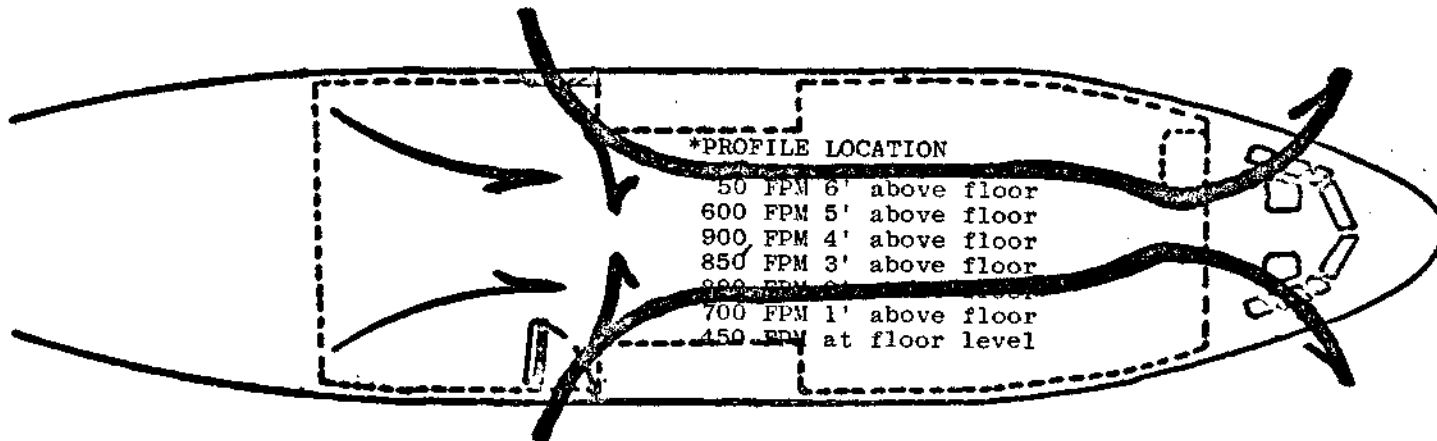 *PROFILE LOCATION
50 FPM 6' above floor
600 FPM 5' above floor
900 FPM 4' above floor
850 FPM 3' above floor
FPM
700 FPM 1' above floor
450 FPM at floor level